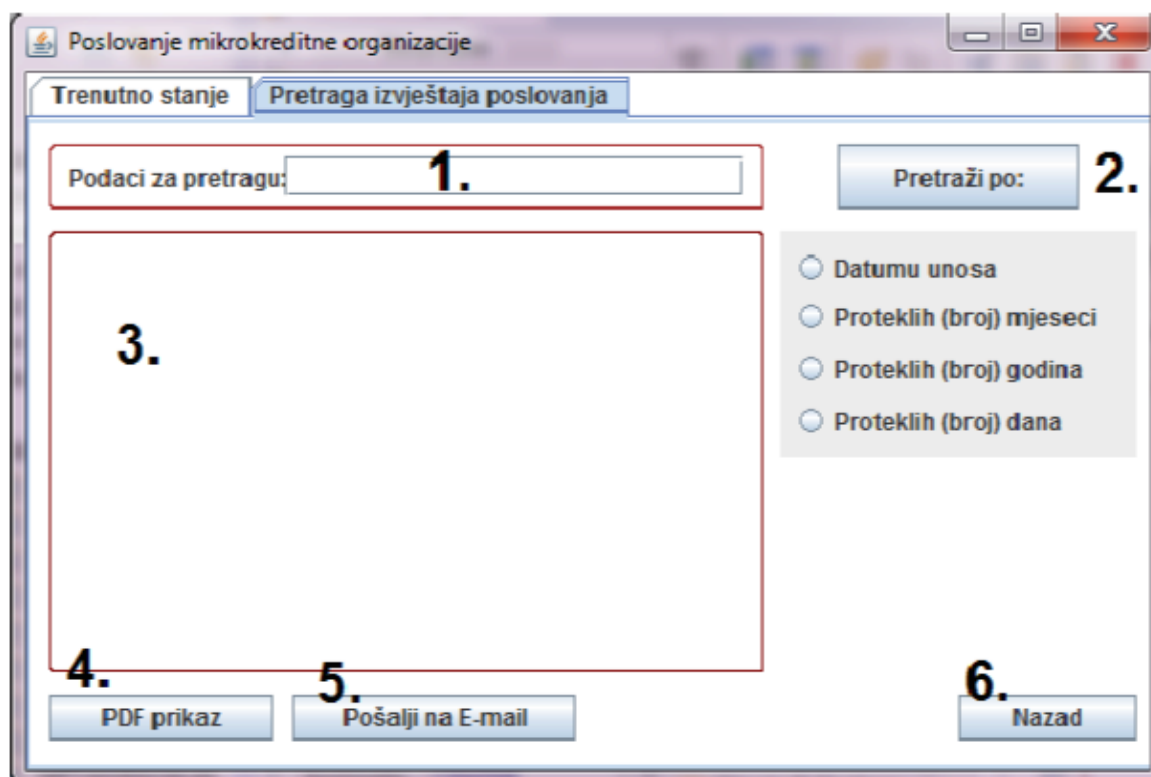 Poslovanje mikrokreditne organizacije
Trenutno stanje Pretraga izvještaja poslovanja
Podaci za pretragu: 1. Pretraži po: 2.
3.
Datumu unosa
Proteklih (broj) mjeseci
Proteklih (broj) godina
Proteklih (broj) dana
4. 5. 6.
PDF prikaz Pošalji na E-mail Nazad